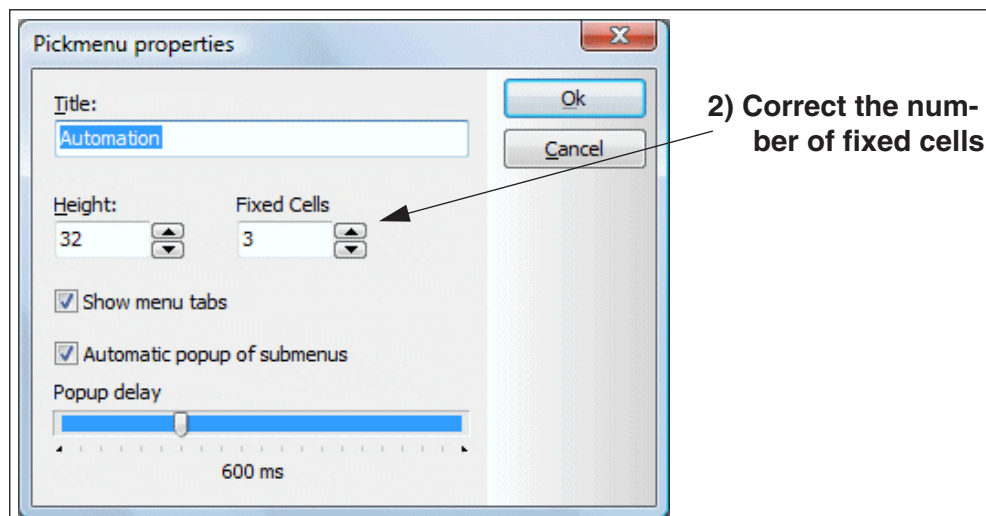 Pickmenu properties
Title:
Automation
Ok
Cancel
2) Correct the num-
ber of fixed cells
Height:
Fixed Cells
32
3
Show menu tabs
Automatic popup of submenus
Popup delay
600 ms